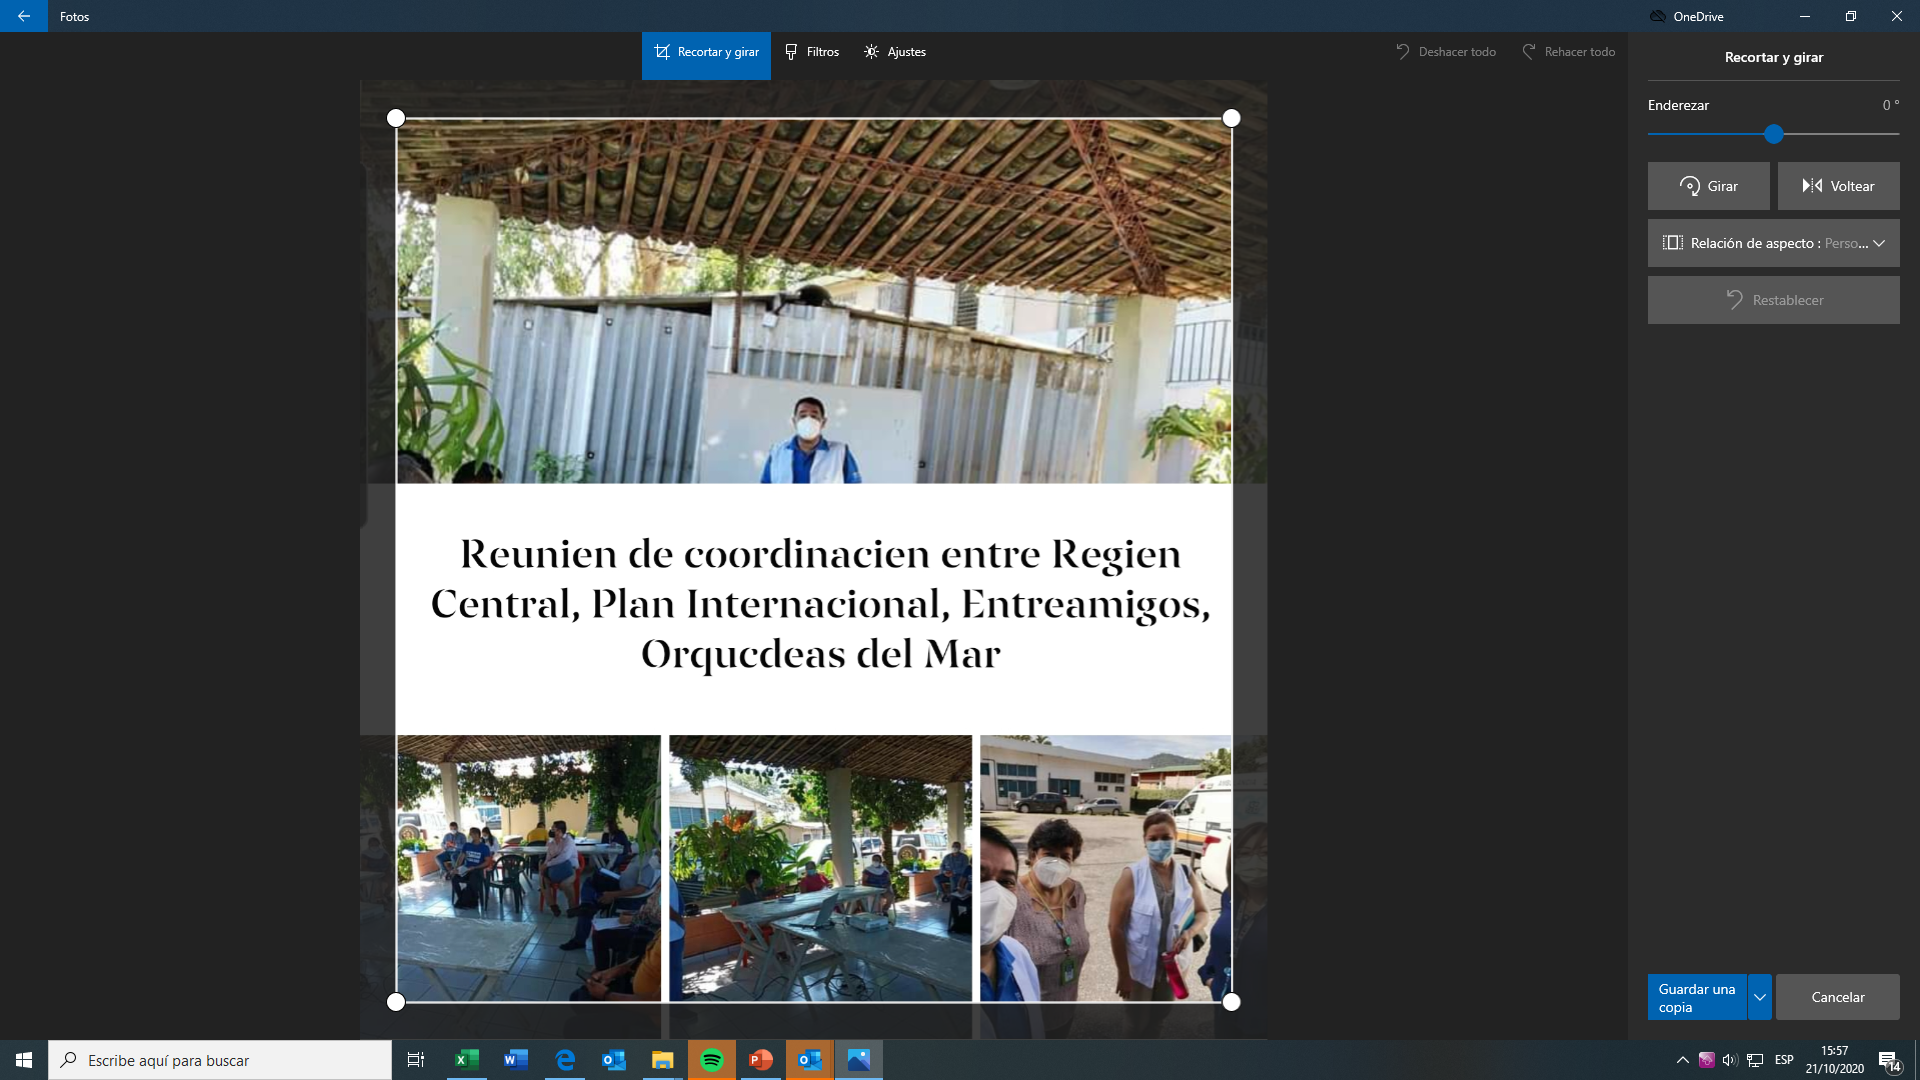 Fotos
OneDrive
Recortar y girar
Filtros
Ajustes
Deshacer todo
Rehacer todo
Recortar y girar
Enderezar
0 °
Girar
Voltear
Relación de aspecto : Perso...
Restablecer
Reunien de coordinacien entre Regien
Central, Plan Internacional, Entreamigos,
Orqucdeas del Mar
Guardar una
copia
Cancelar
Escribe aquí para buscar
ESP
15:57
21/10/2020
14